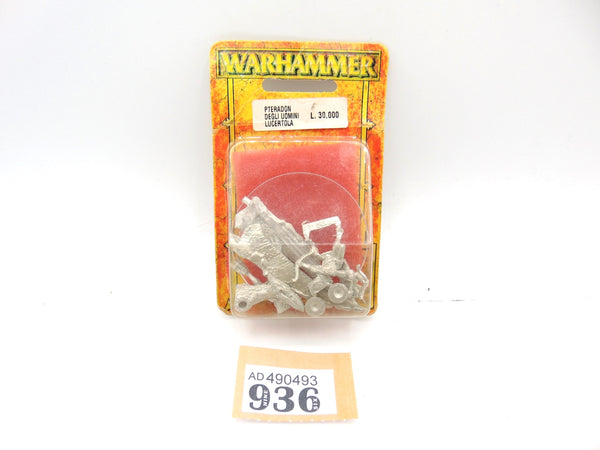 WARHAMMER
PTERADON
DEGLI UOMINI L. 30,000
LUCERTOLA
AD 490493
936